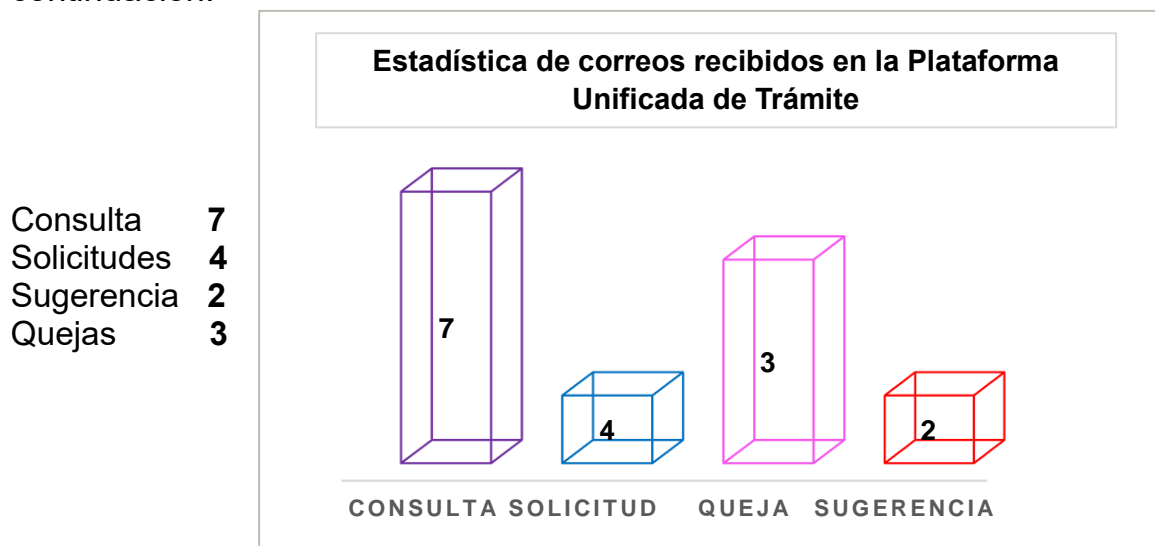 continuación:
Estadística de correos recibidos en la Plataforma
Unificada de Trámite
Consulta 7
Solicitudes 4
Sugerencia 2
Quejas 3
7
4
3
2
CONSULTA SOLICITUD QUEJA SUGERENCIA